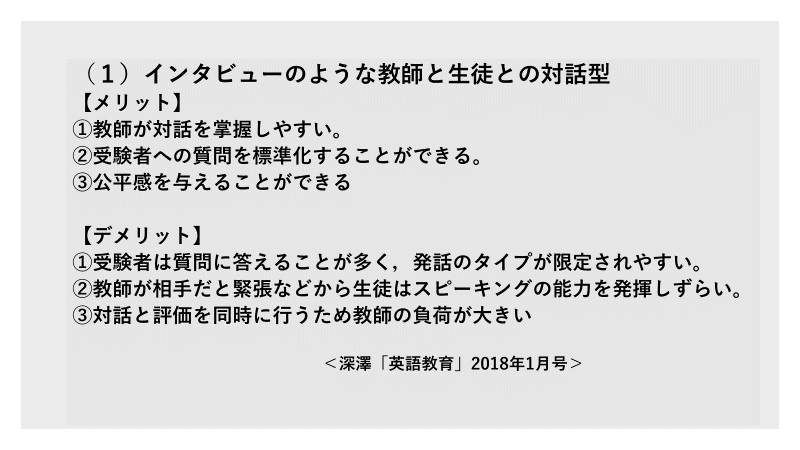 （１）インタビューのような教師と生徒との対話型
【メリット】
①教師が対話を掌握しやすい。
②受験者への質問を標準化することができる。
③公平感を与えることができる
【デメリット】
①受験者は質問に答えることが多く，発話のタイプが限定されやすい。
②教師が相手だと緊張などから生徒はスピーキングの能力を発揮しずらい。
③対話と評価を同時に行うため教師の負荷が大きい
＜深澤「英語教育」2018年1月号＞